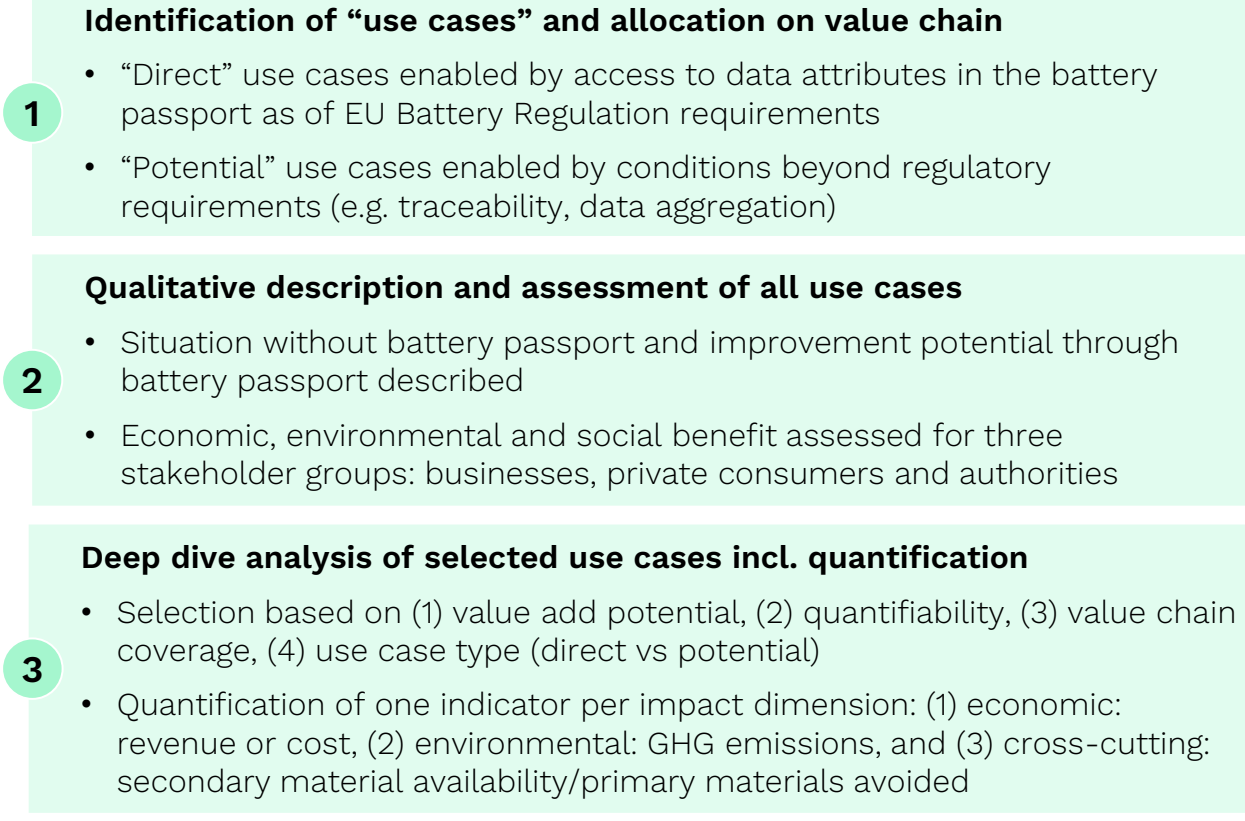 Identification of “use cases” and allocation on value chain
• “Direct” use cases enabled by access to data attributes in the battery
passport as of EU Battery Regulation requirements
1
• “Potential” use cases enabled by conditions beyond regulatory
requirements (e.g. traceability, data aggregation)
Qualitative description and assessment of all use cases
• Situation without battery passport and improvement potential through
battery passport described
2
• Economic, environmental and social benefit assessed for three
stakeholder groups: businesses, private consumers and authorities
Deep dive analysis of selected use cases incl. quantification
• Selection based on (1) value add potential, (2) quantifiability, (3) value chain
coverage, (4) use case type (direct vs potential)
3
• Quantification of one indicator per impact dimension: (1) economic:
revenue or cost, (2) environmental: GHG emissions, and (3) cross-cutting:
secondary material availability/primary materials avoided